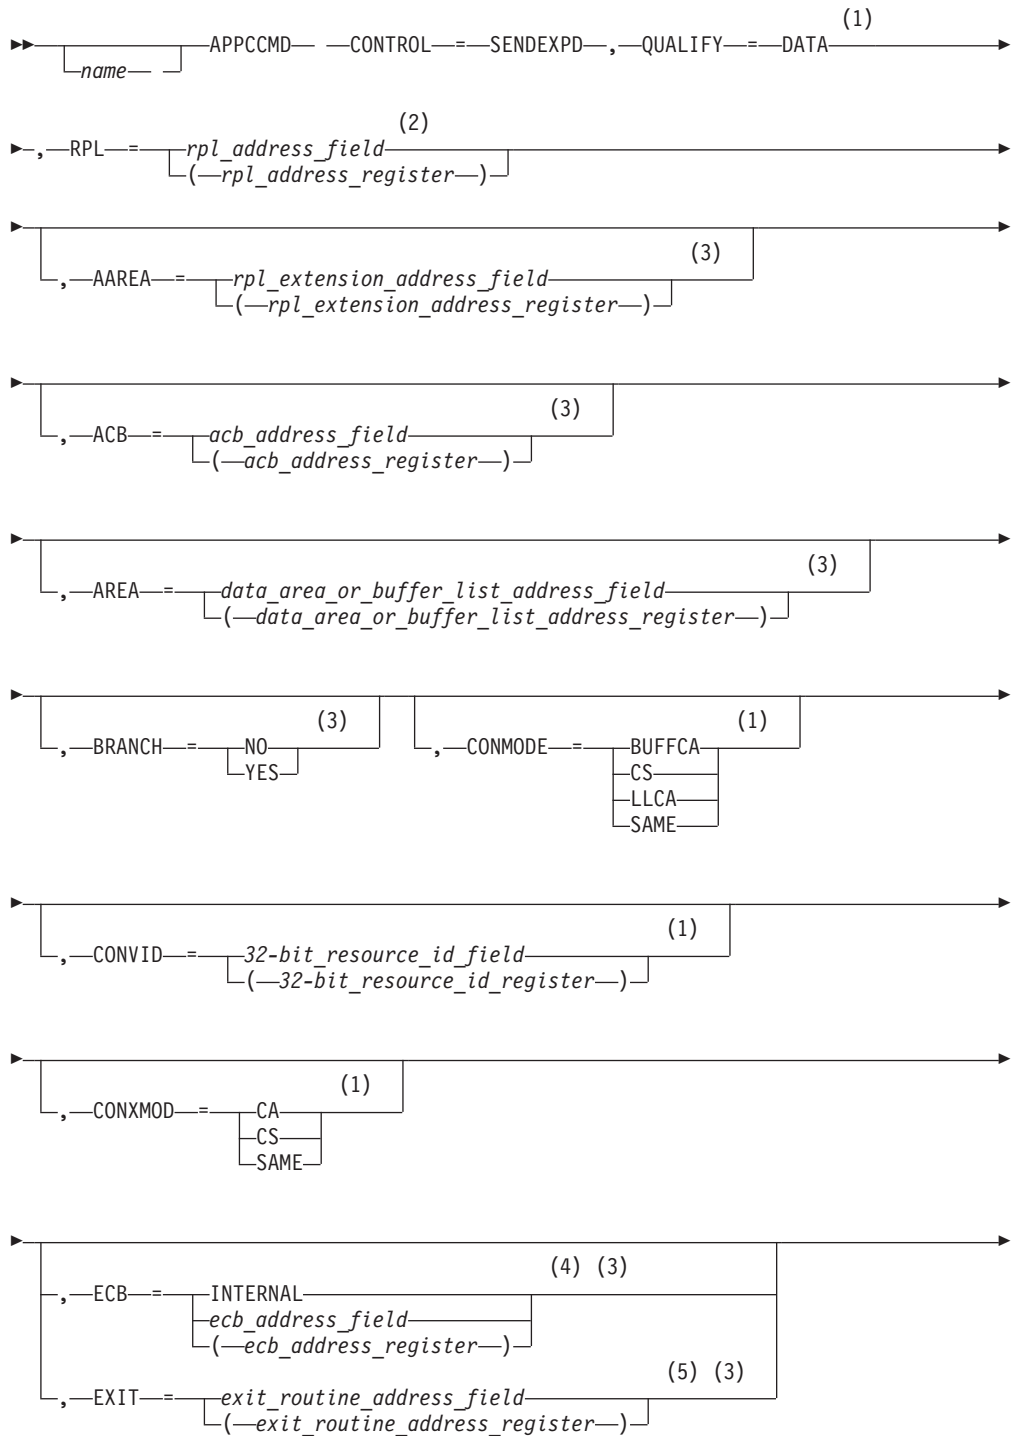 (1)
APPCCMD CONTROL = SENDEXPD , QUALIFY = DATA
name
(2)
, RPL = rpl_address_field
( rpl_address_register )
(3)
, AAREA = rpl_extension_address_field
( rpl_extension_address_register )
(3)
, ACB = acb_address_field
( acb_address_register )
(3)
, AREA = data_area_or_buffer_list_address_field
( data_area_or_buffer_list_address_register )
(3) (1)
, BRANCH = NO , CONMODE = BUFFCA
YES CS
LLCA
SAME
(1)
, CONVID = 32-bit_resource_id_field
( 32-bit_resource_id_register )
(1)
, CONXMOD = CA
CS
SAME
(4) (3)
, ECB = INTERNAL
ecb_address_field
( ecb_address_register )
(5) (3)
, EXIT = exit_routine_address_field
( exit_routine_address_register )